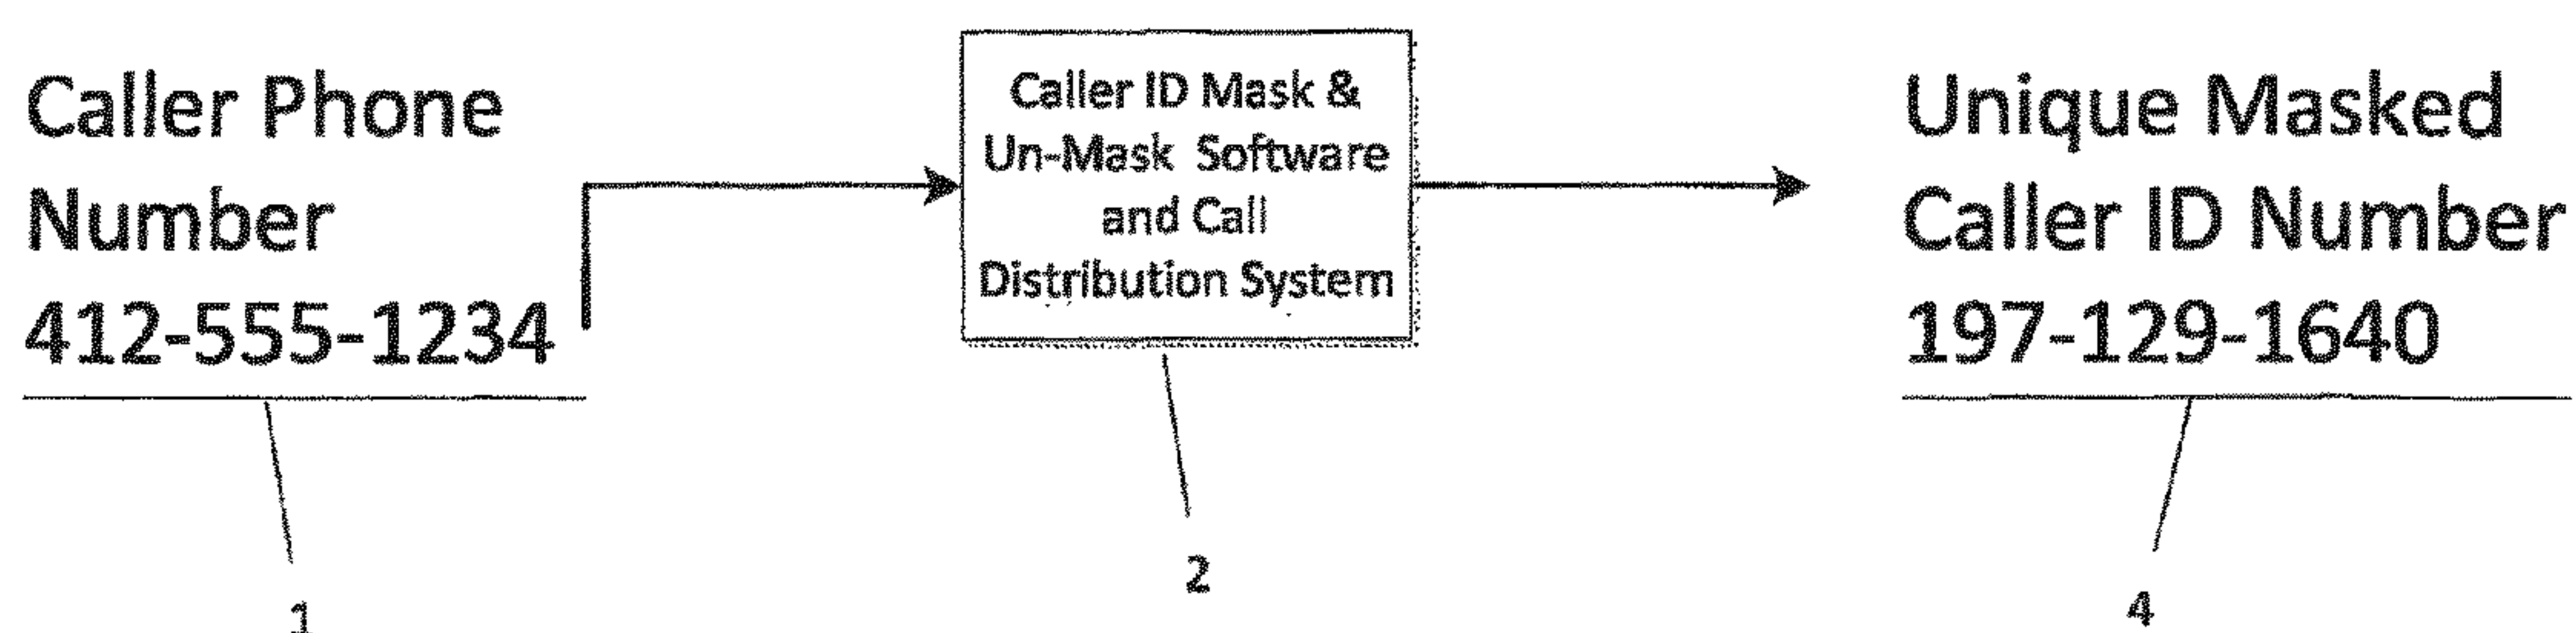 Caller Phone
Number
412-555-1234
Caller ID Mask &
Un-Mask Software
and Call
Distribution System
Unique Masked
Caller ID Number
197-129-1640
1
2
4